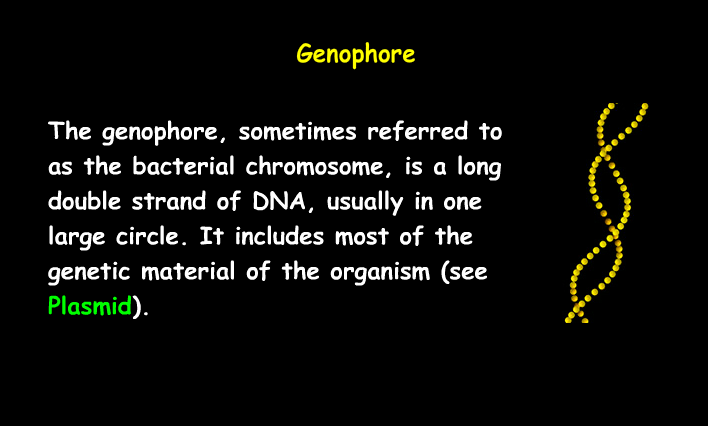 Genophore
The genophore, sometimes referred to
as the bacterial chromosome, is a long
double strand of DNA, usually in one
large circle. It includes most of the
genetic material of the organism (see
Plasmid).